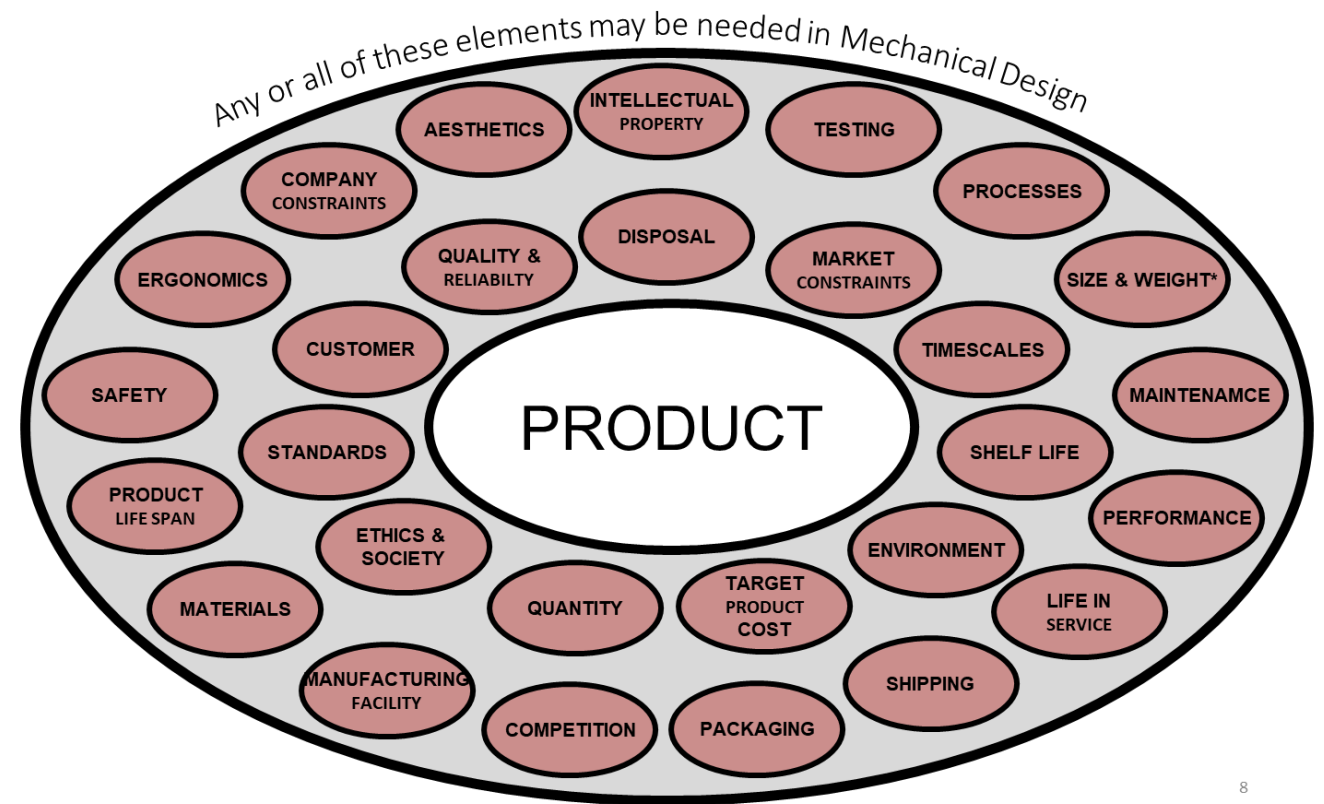 Any or all of these elements may be needed in Mechanical Design
INTELLECTUAL
PROPERTY
AESTHETICS
TESTING
COMPANY
CONSTRAINTS
PROCESSES
DISPOSAL
QUALITY &
RELIABILTY
MARKET
CONSTRAINTS
ERGONOMICS
SIZE & WEIGHT*
CUSTOMER
TIMESCALES
SAFETY
MAINTENAMCE
PRODUCT
STANDARDS
SHELF LIFE
PRODUCT
LIFE SPAN
PERFORMANCE
ETHICS &
SOCIETY
ENVIRONMENT
MATERIALS
QUANTITY
TARGET
PRODUCT
COST
LIFE IN
SERVICE
MANUFACTURING
FACILITY
SHIPPING
COMPETITION
PACKAGING
8